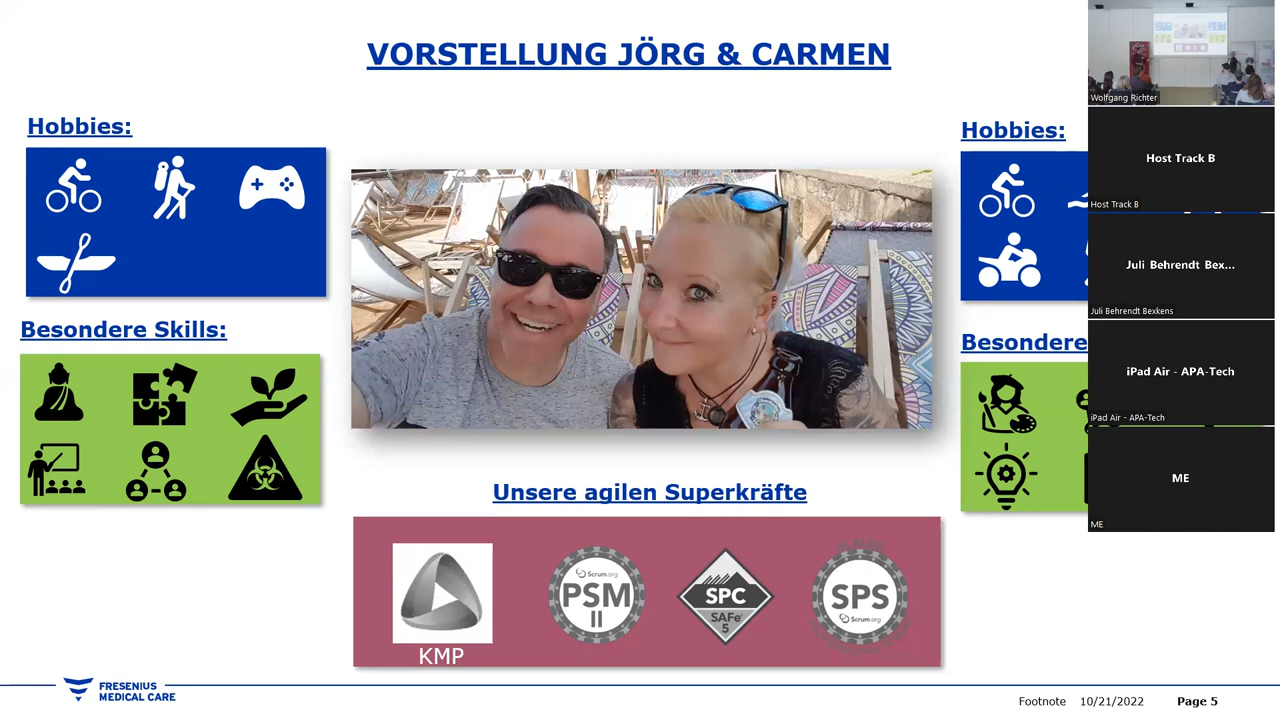 VORSTELLUNG JÖRG & CARMEN
Hobbies:
Hobbies:
Besondere Skills:
Besondere
Unsere agilen Superkräfte
KMP
Scrum.org
PSM
II
SPC
SAFe
5
SPS
Scrum.org
FRESENIUS
MEDICAL CARE
Footnote 10/21/2022 Page 5
Wolfgang Richter
Host Track B
Host Track B
Juli Behrendt Bex...
Juli Behrendt Bexkens
iPad Air - APA-Tech
iPad Air - APA-Tech
ME
ME